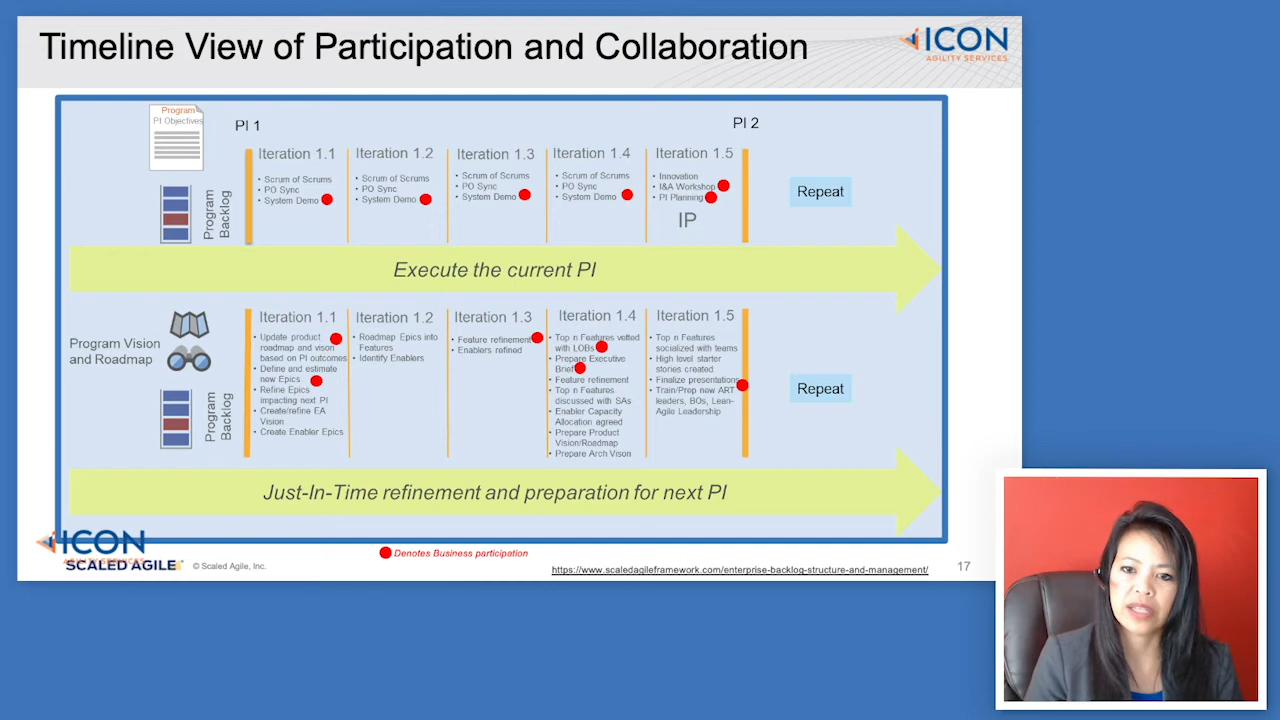 Timeline View of Participation and Collaboration
ICON
AGILITY SERVICES
Program
PI Objectives
PI 1
PI 2
Program
Backlog
Iteration 1.1
• Scrum of Scrums
• PO Sync
• System Demo
Iteration 1.2
• Scrum of Scrums
• PO Sync
• System Demo
Iteration 1.3
• Scrum of Scrums
• PO Sync
• System Demo
Iteration 1.4
• Scrum of Scrums
• PO Sync
• System Demo
Iteration 1.5
• Innovation
• I&A Workshop
• PI Planning
IP
Repeat
Execute the current PI
Program Vision
and Roadmap
Program
Backlog
Iteration 1.1
• Update product
roadmap and vison
based on PI outcomes
• Define and estimate
new Epics
• Refine Epics
impacting next PI
• Create/refine EA
Vision
• Create Enabler Epics
Iteration 1.2
• Roadmap Epics into
Features
• Identify Enablers
Iteration 1.3
• Feature refinement
• Enablers refined
Iteration 1.4
• Top n Features vetted
with LOBs
• Prepare Executive
Brief
• Feature refinement
• Top n Features
discussed with SAs
• Enabler Capacity
Allocation agreed
• Prepare Product
Vision/Roadmap
• Prepare Arch Vison
Iteration 1.5
• Top n Features
socialized with teams
• High level starter
stories created
• Finalize presentations
• Train/Prep new ART
leaders, BOs, Lean-
Agile Leadership
Repeat
Just-In-Time refinement and preparation for next PI
ICON
AGILITY SERVICES
SCALED AGILE
© Scaled Agile, Inc.
Denotes Business participation
https://www.scaledagileframework.com/enterprise-backlog-structure-and-management/
17